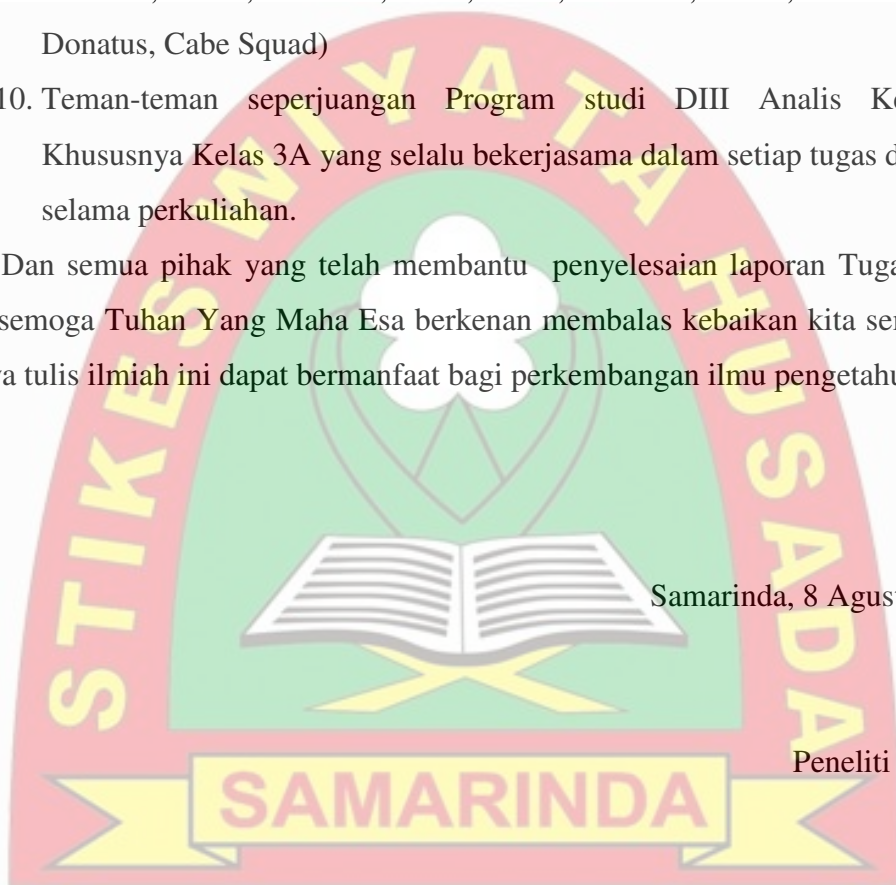 Donatus, Cabe Squad)
10. Teman-teman seperjuangan Program studi DIII Analis
Khususnya Kelas 3A yang selalu bekerjasama dalam setiap tugas
selama perkuliahan.
Dan semua pihak yang telah membantu penyelesaian laporan
semoga Tuhan Yang Maha Esa berkenan membalas kebaikan kita
tulis ilmiah ini dapat bermanfaat bagi perkembangan ilmu
Samarinda, 8
Peneliti
STIKES WIYATA HUSADA
SAMARINDA